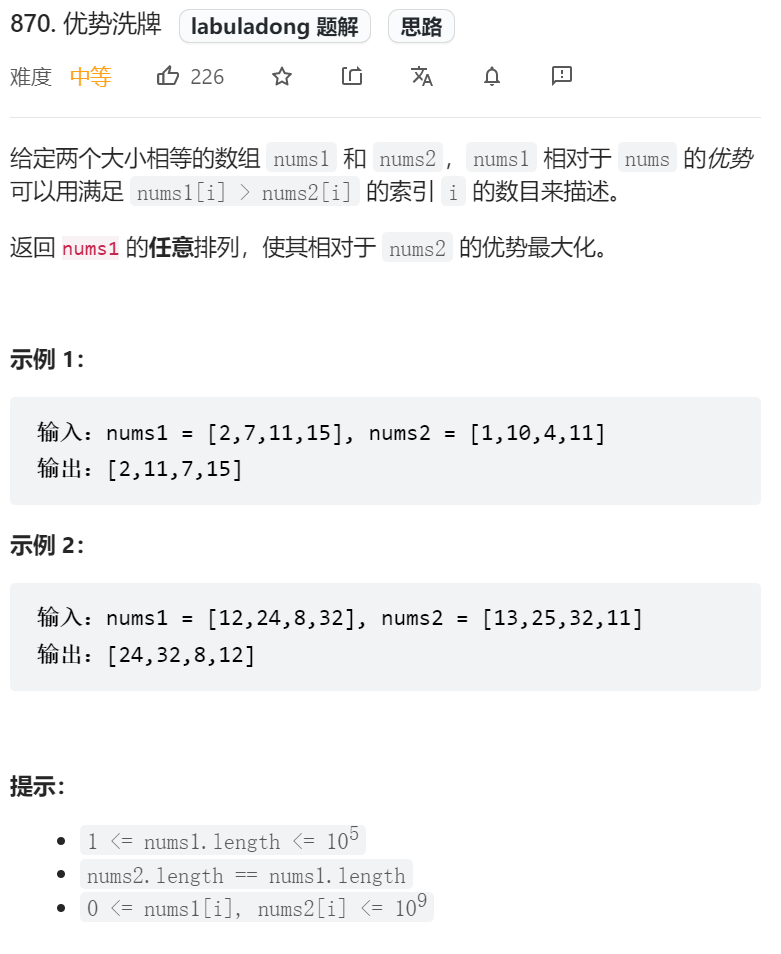 870. 优势洗牌 labuladong 题解 思路
难度 中等 226
给定两个大小相等的数组 nums1 和 nums2，nums1 相对于 nums 的优势
可以用满足 nums1[i] > nums2[i] 的索引 i 的数目来描述。
返回 nums1 的任意排列，使其相对于 nums2 的优势最大化。
示例 1：
输入：nums1 = [2,7,11,15], nums2 = [1,10,4,11]
输出：[2,11,7,15]
示例 2：
输入：nums1 = [12,24,8,32], nums2 = [13,25,32,11]
输出：[24,32,8,12]
提示：
• 1 <= nums1.length <= 10⁵
• nums2.length == nums1.length
• 0 <= nums1[i], nums2[i] <= 10⁹